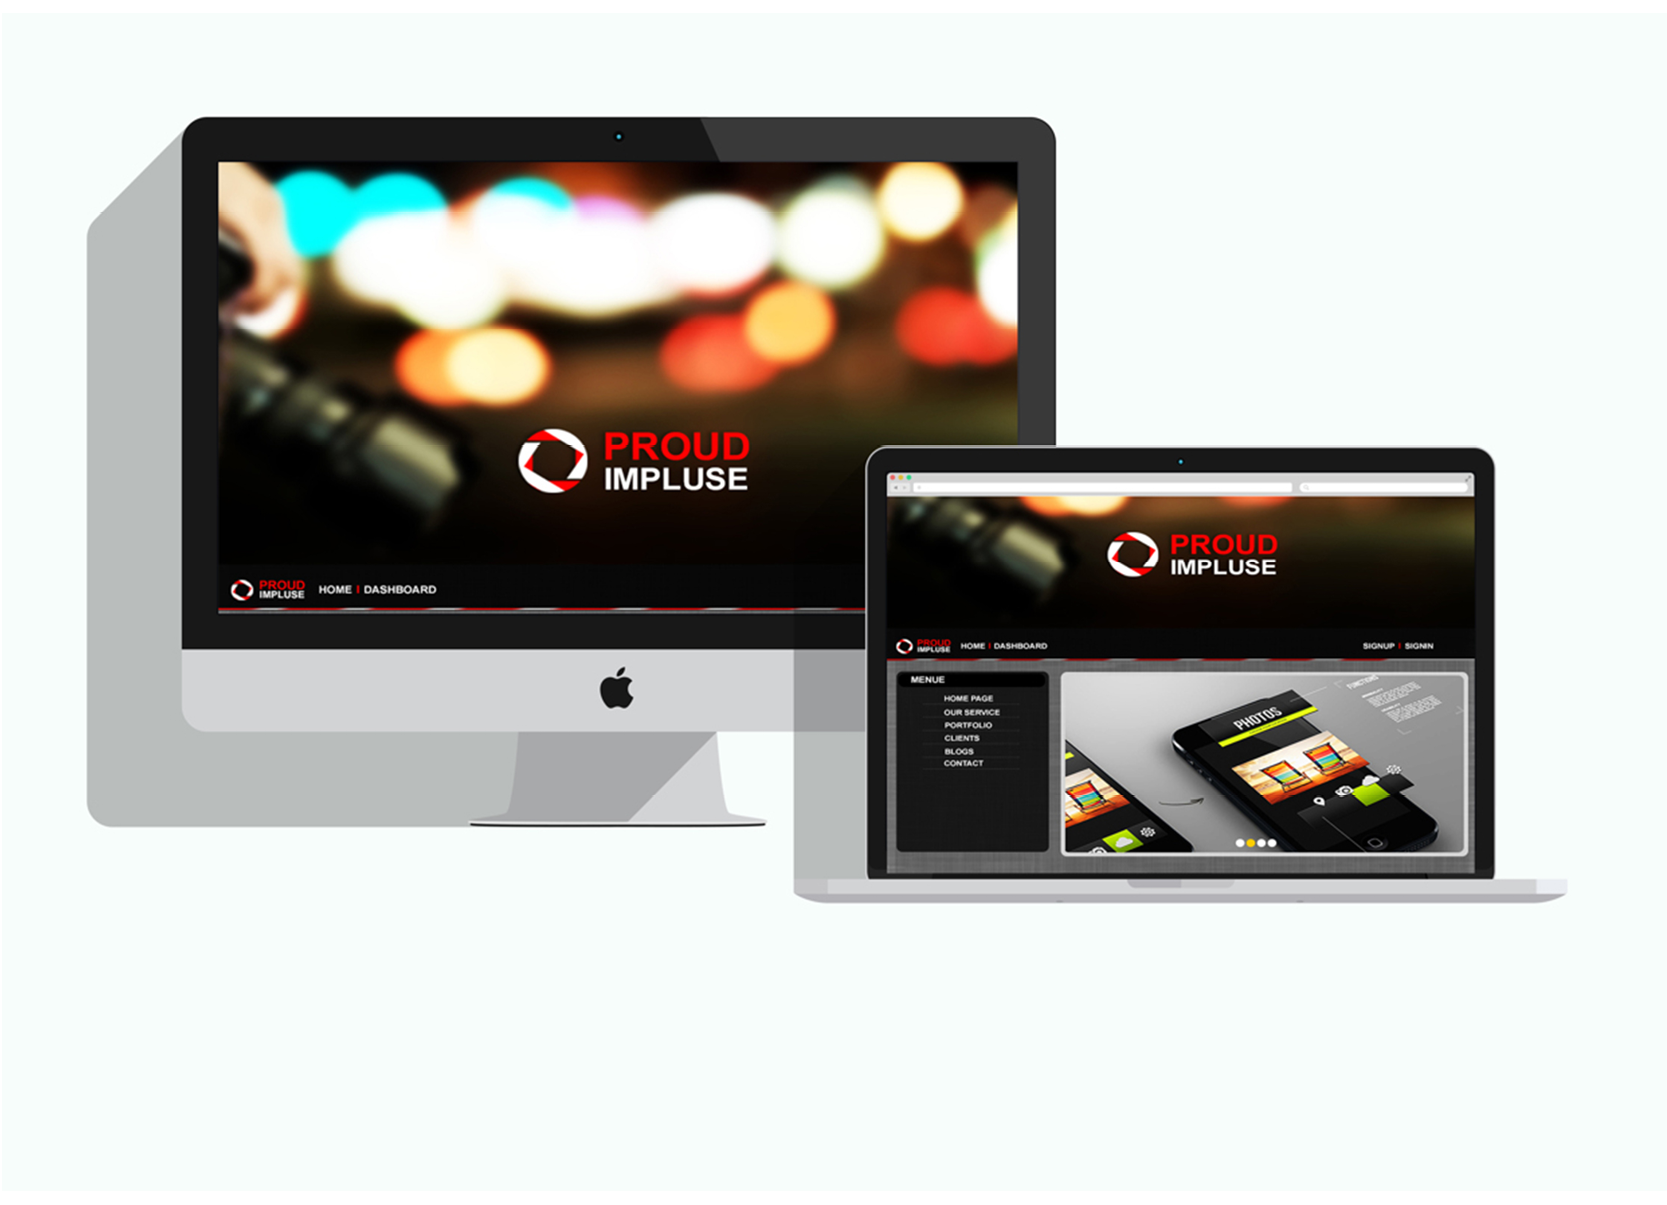 PROUD
IMPLUSE
PROUD
IMPLUSE
HOME
DASHBOARD
PROUD
IMPLUSE
PROUD
IMPLUSE
HOME
DASHBOARD
SIGNUP
SIGNIN
MENUE
HOME PAGE
OUR SERVICE
PORTFOLIO
CLIENTS
BLOGS
CONTACT
PHOTOS
FUNCTIONS